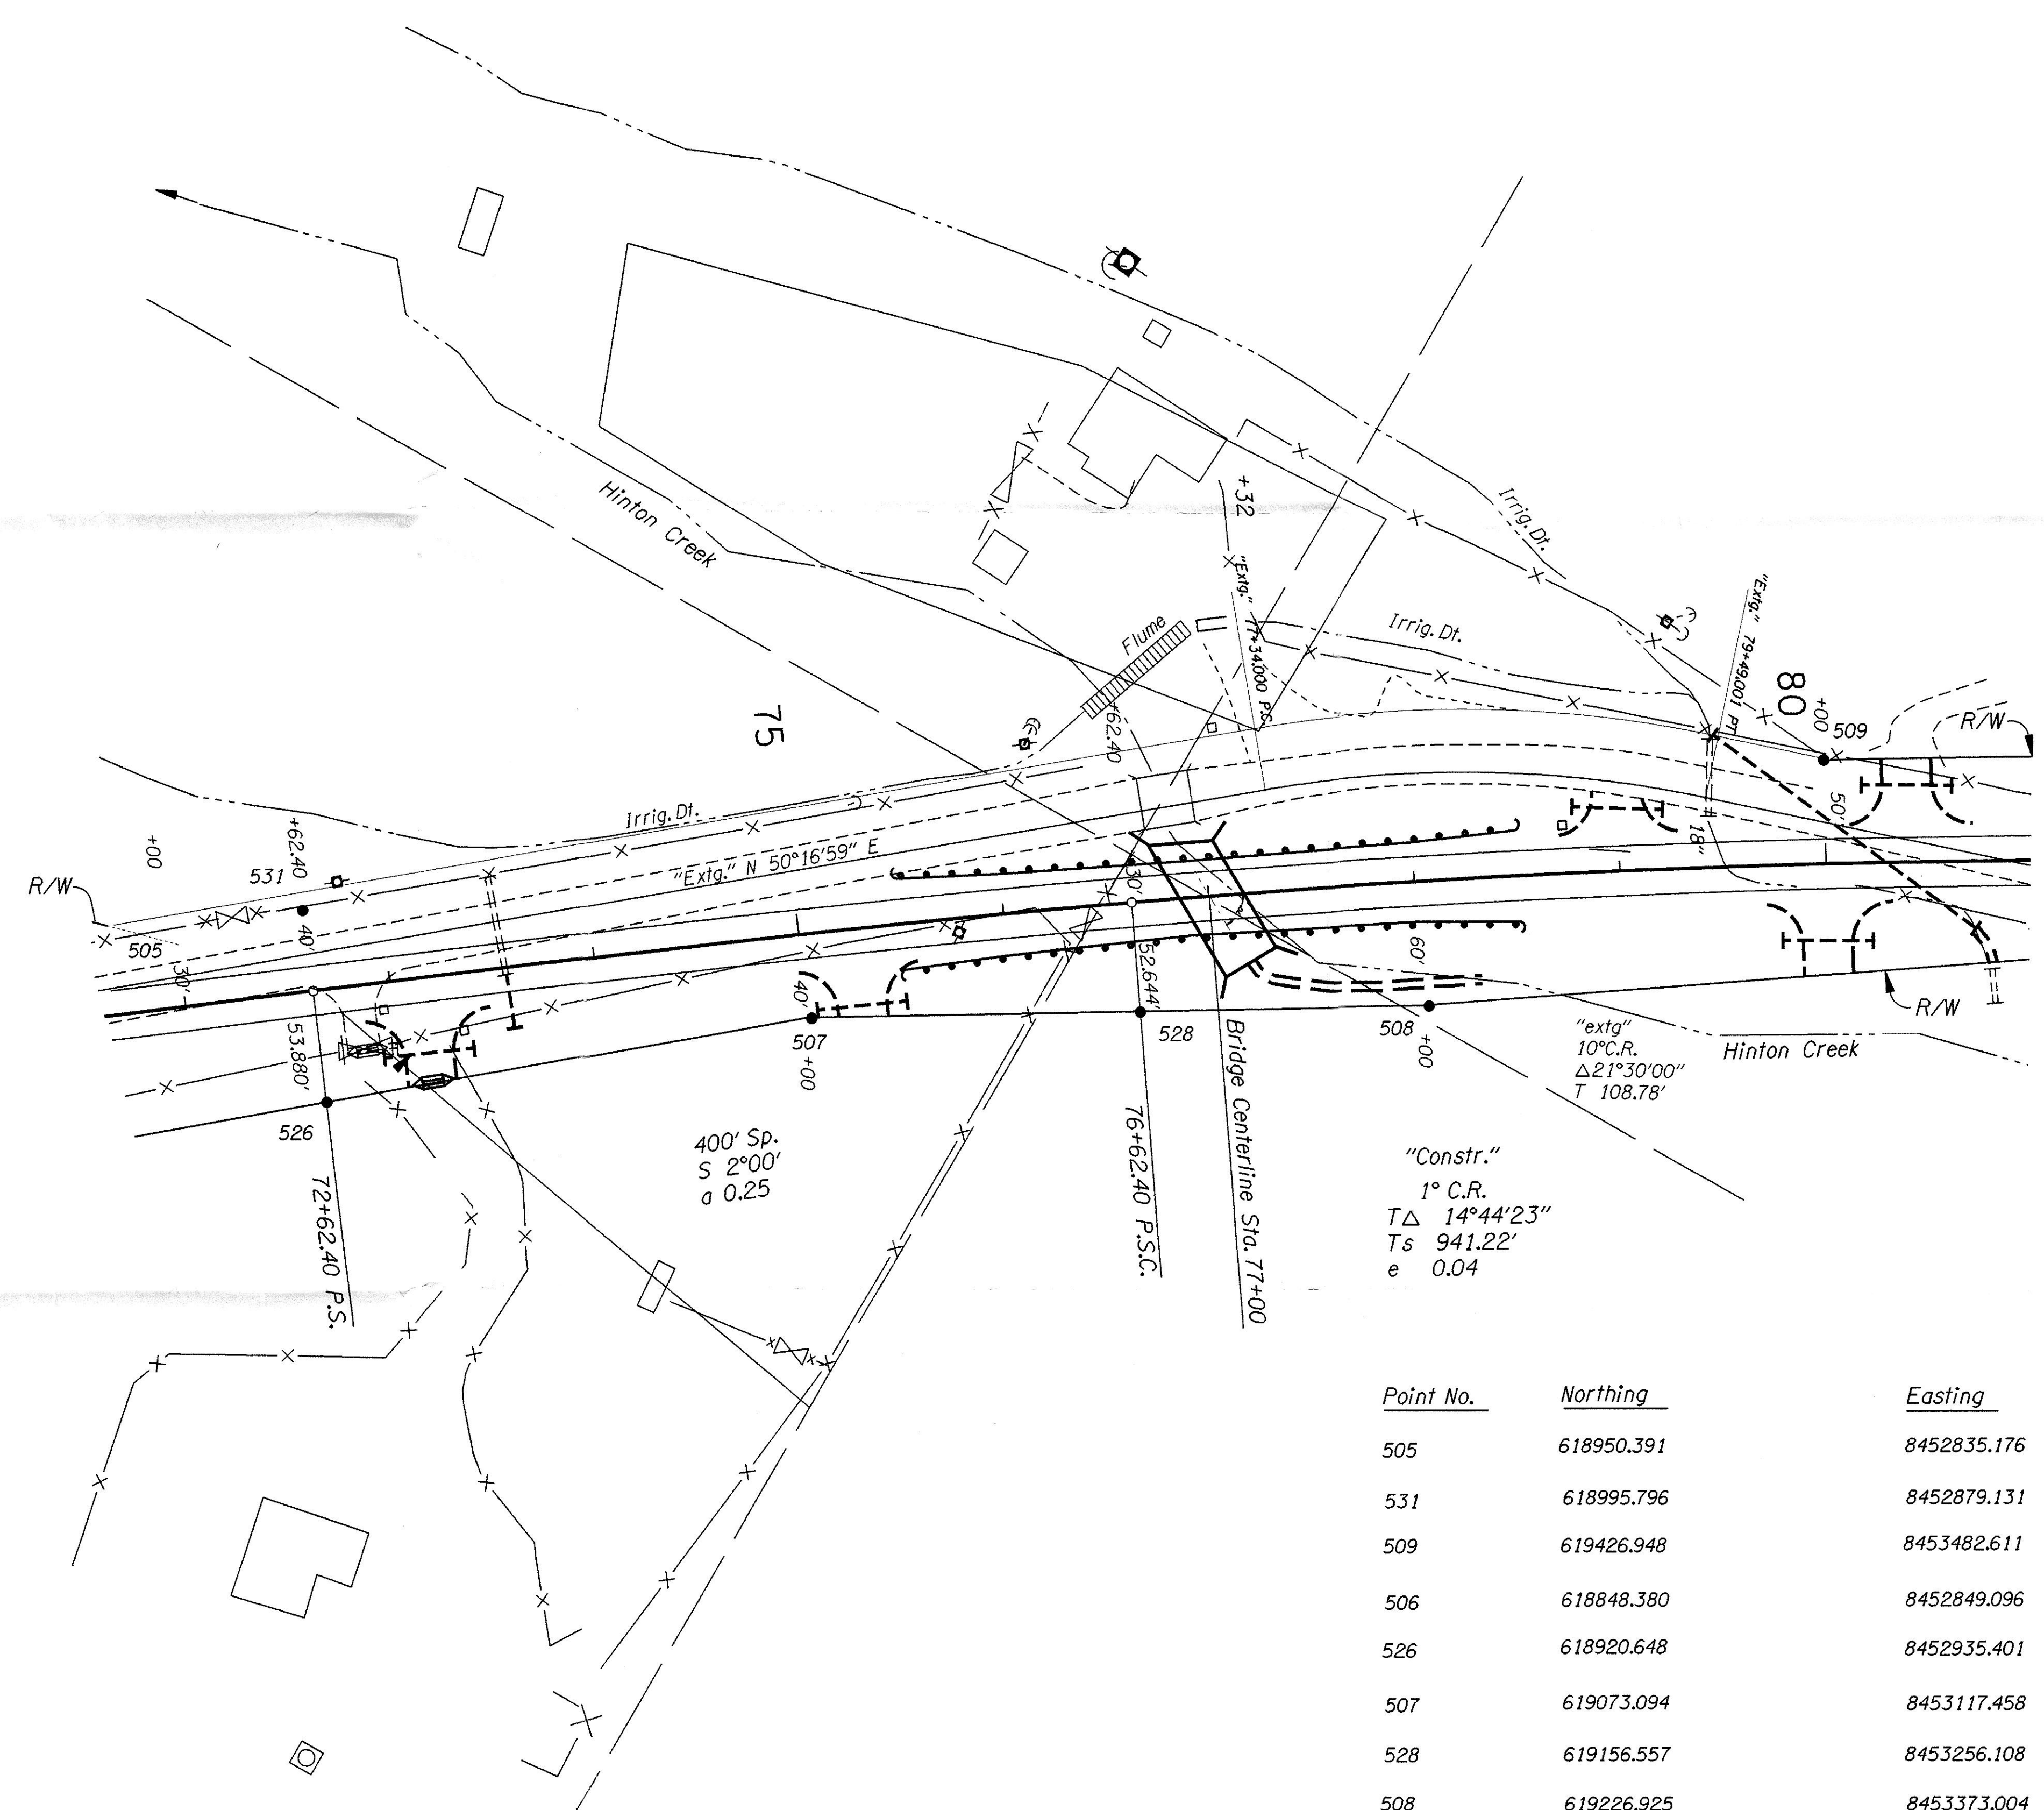 Hinton Creek
+32
"Extg." 77+34.000 P.C.
Irrig. Dt.
Flume
Irrig. Dt.
"Extg." 79+49.001 PT
80
+00
509
R/W
75
+62.40
50'
18"
Irrig. Dt.
+00
+62.40
531
"Extg." N 50°16'59" E
R/W
40'
505
30'
30'
53.880'
40'
52.644'
60'
507
+00
528
508
+00
R/W
"extg"
10°C.R.
Δ21°30'00"
T 108.78'
Hinton Creek
526
72+62.40 P.S.
400' Sp.
S 2°00'
a 0.25
76+62.40 P.S.C.
Bridge Centerline Sta. 77+00
"Constr."
1° C.R.
TΔ 14°44'23"
Ts 941.22'
e 0.04
Point No. Northing Easting
505 618950.391 8452835.176
531 618995.796 8452879.131
509 619426.948 8453482.611
506 618848.380 8452849.096
526 618920.648 8452935.401
507 619073.094 8453117.458
528 619156.557 8453256.108
508 619226.925 8453373.004